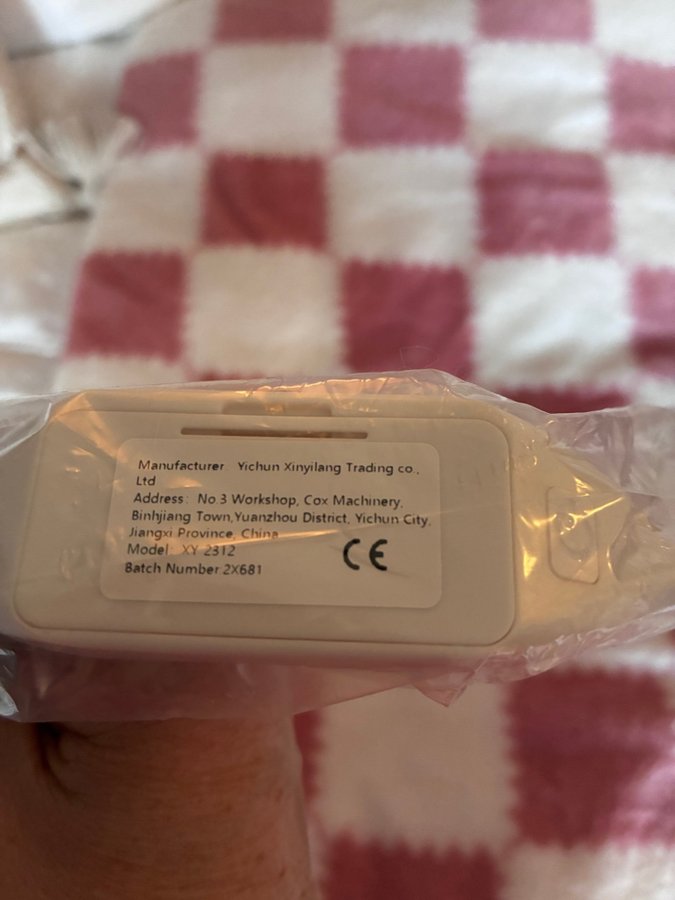 Manufacturer: Yichun Xinyilang Trading co.,
Ltd
Address: No.3 Workshop, Cox Machinery,
Binhjiang Town,Yuanzhou District, Yichun City,
Jiangxi Province, China
Model: XY 2312
Batch Number:2X681
CE